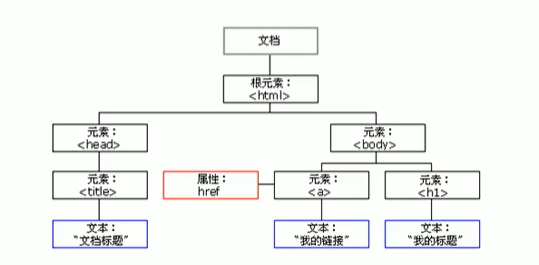 文档
根元素：
<html>
元素：
<head>
元素：
<body>
元素：
<title>
属性：
href
元素：
<a>
元素：
<h1>
文本：
“文档标题”
文本：
“我的链接”
文本：
“我的标题”